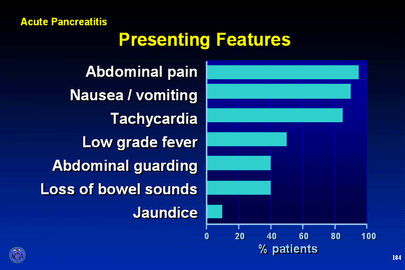 Acute Pancreatitis
Presenting Features
Abdominal pain
Nausea / vomiting
Tachycardia
Low grade fever
Abdominal guarding
Loss of bowel sounds
Jaundice
0 20 40 60 80 100
% patients
184